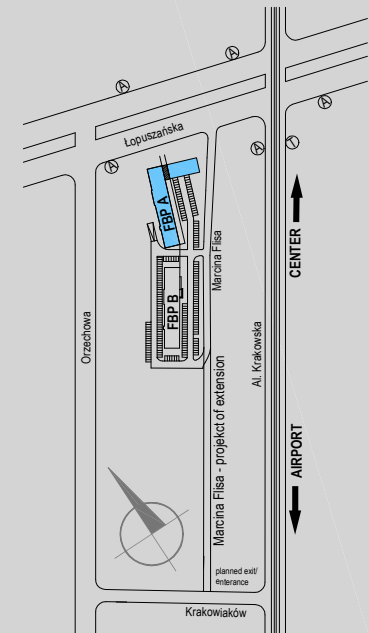 A
A
A
Łopuszańska
A
A
T
FBP A
CENTER
Marcina Flisa
FBP B
Orzechowa
Al. Krakowska
Marcina Flisa - projekct of extension
AIRPORT
planned exit/
enterance
Krakowiaków